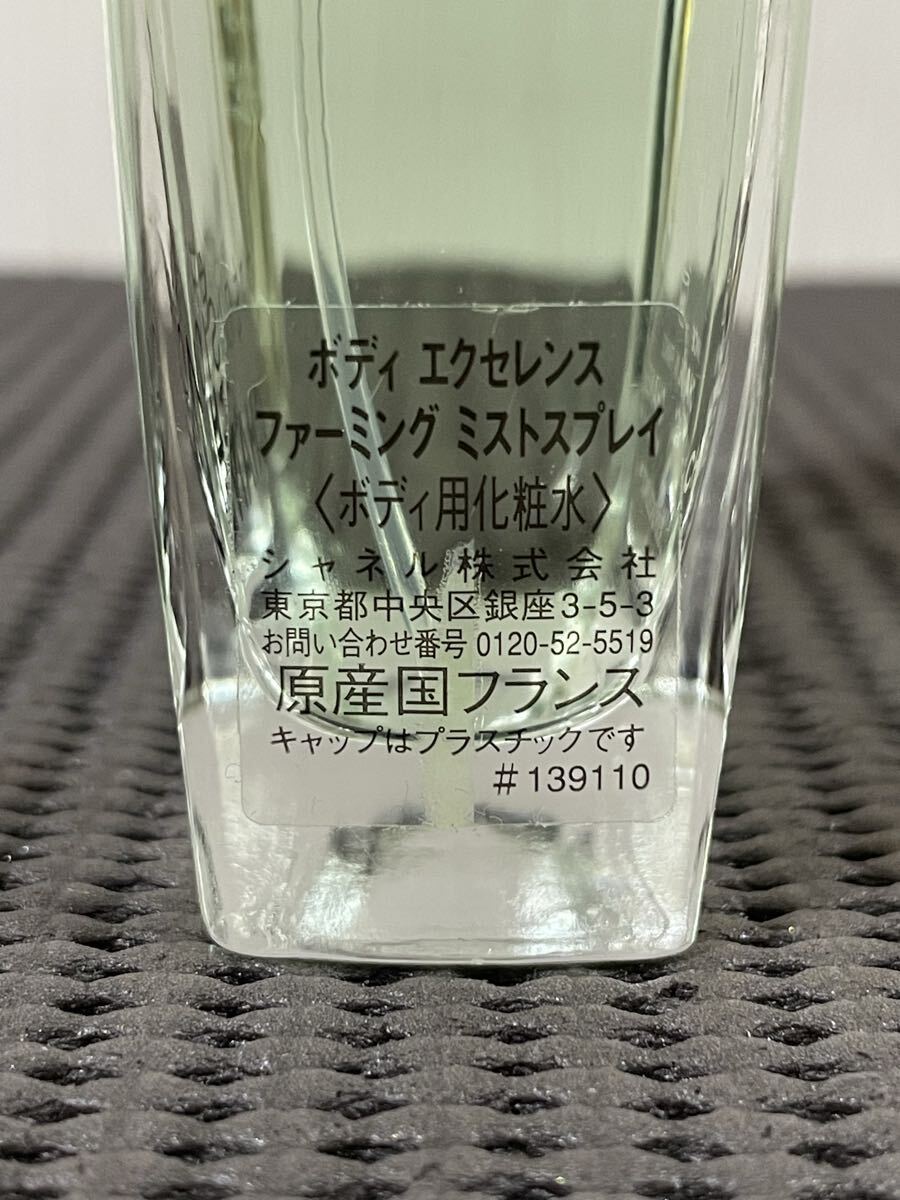 ボディ エクセレンス
ファーミング ミストスプレイ
〈ボディ用化粧水〉
シャネル株式会社
東京都中央区銀座3-5-3
お問い合わせ番号 0120-52-5519
原産国フランス
キャップはプラスチックです
#139110